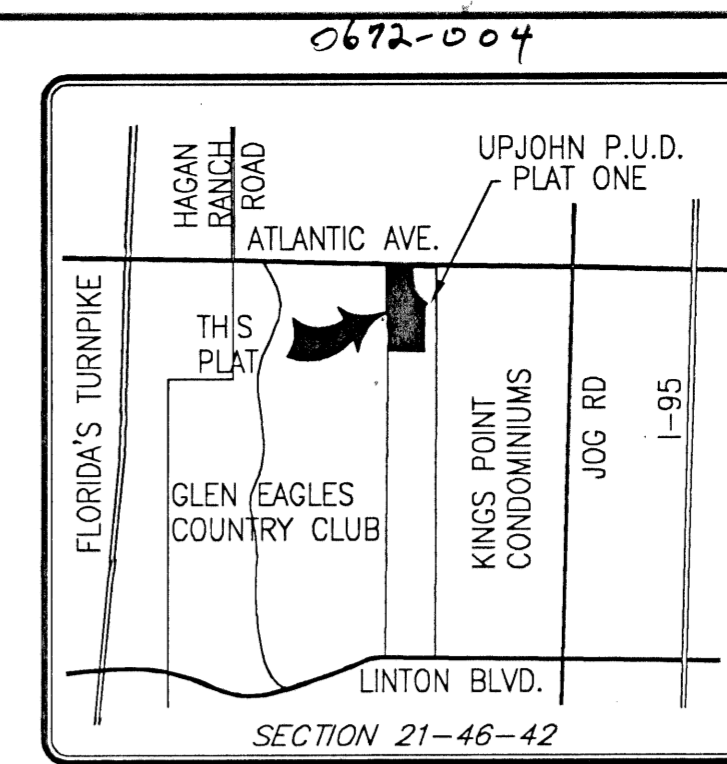 0672-004
UPJOHN P.U.D.
PLAT ONE
HAGAN
RANCH
ROAD
ATLANTIC AVE.
FLORIDA'S TURNPIKE
THIS
PLAT
GLEN EAGLES
COUNTRY CLUB
KINGS POINT
CONDOMINIUMS
JOG RD
I-95
LINTON BLVD.
SECTION 21-46-42